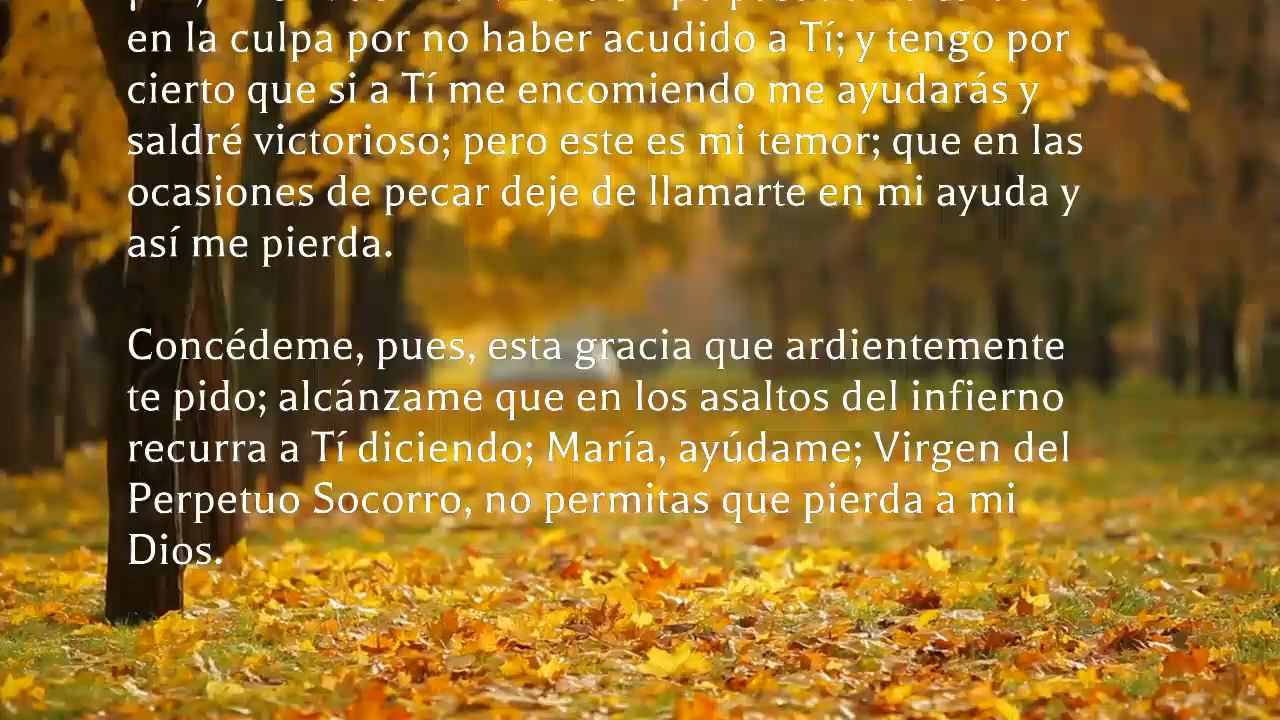 en la culpa por no haber acudido a Tí; y tengo por
cierto que si a Tí me encomiendo me ayudarás y
saldré victorioso; pero este es mi temor; que en las
ocasiones de pecar deje de llamarte en mi ayuda y
así me pierda.
Concédeme, pues, esta gracia que ardientemente
te pido; alcánzame que en los asaltos del infierno
recurra a Tí diciendo; María, ayúdame; Virgen del
Perpetuo Socorro, no permitas que pierda a mi
Dios.